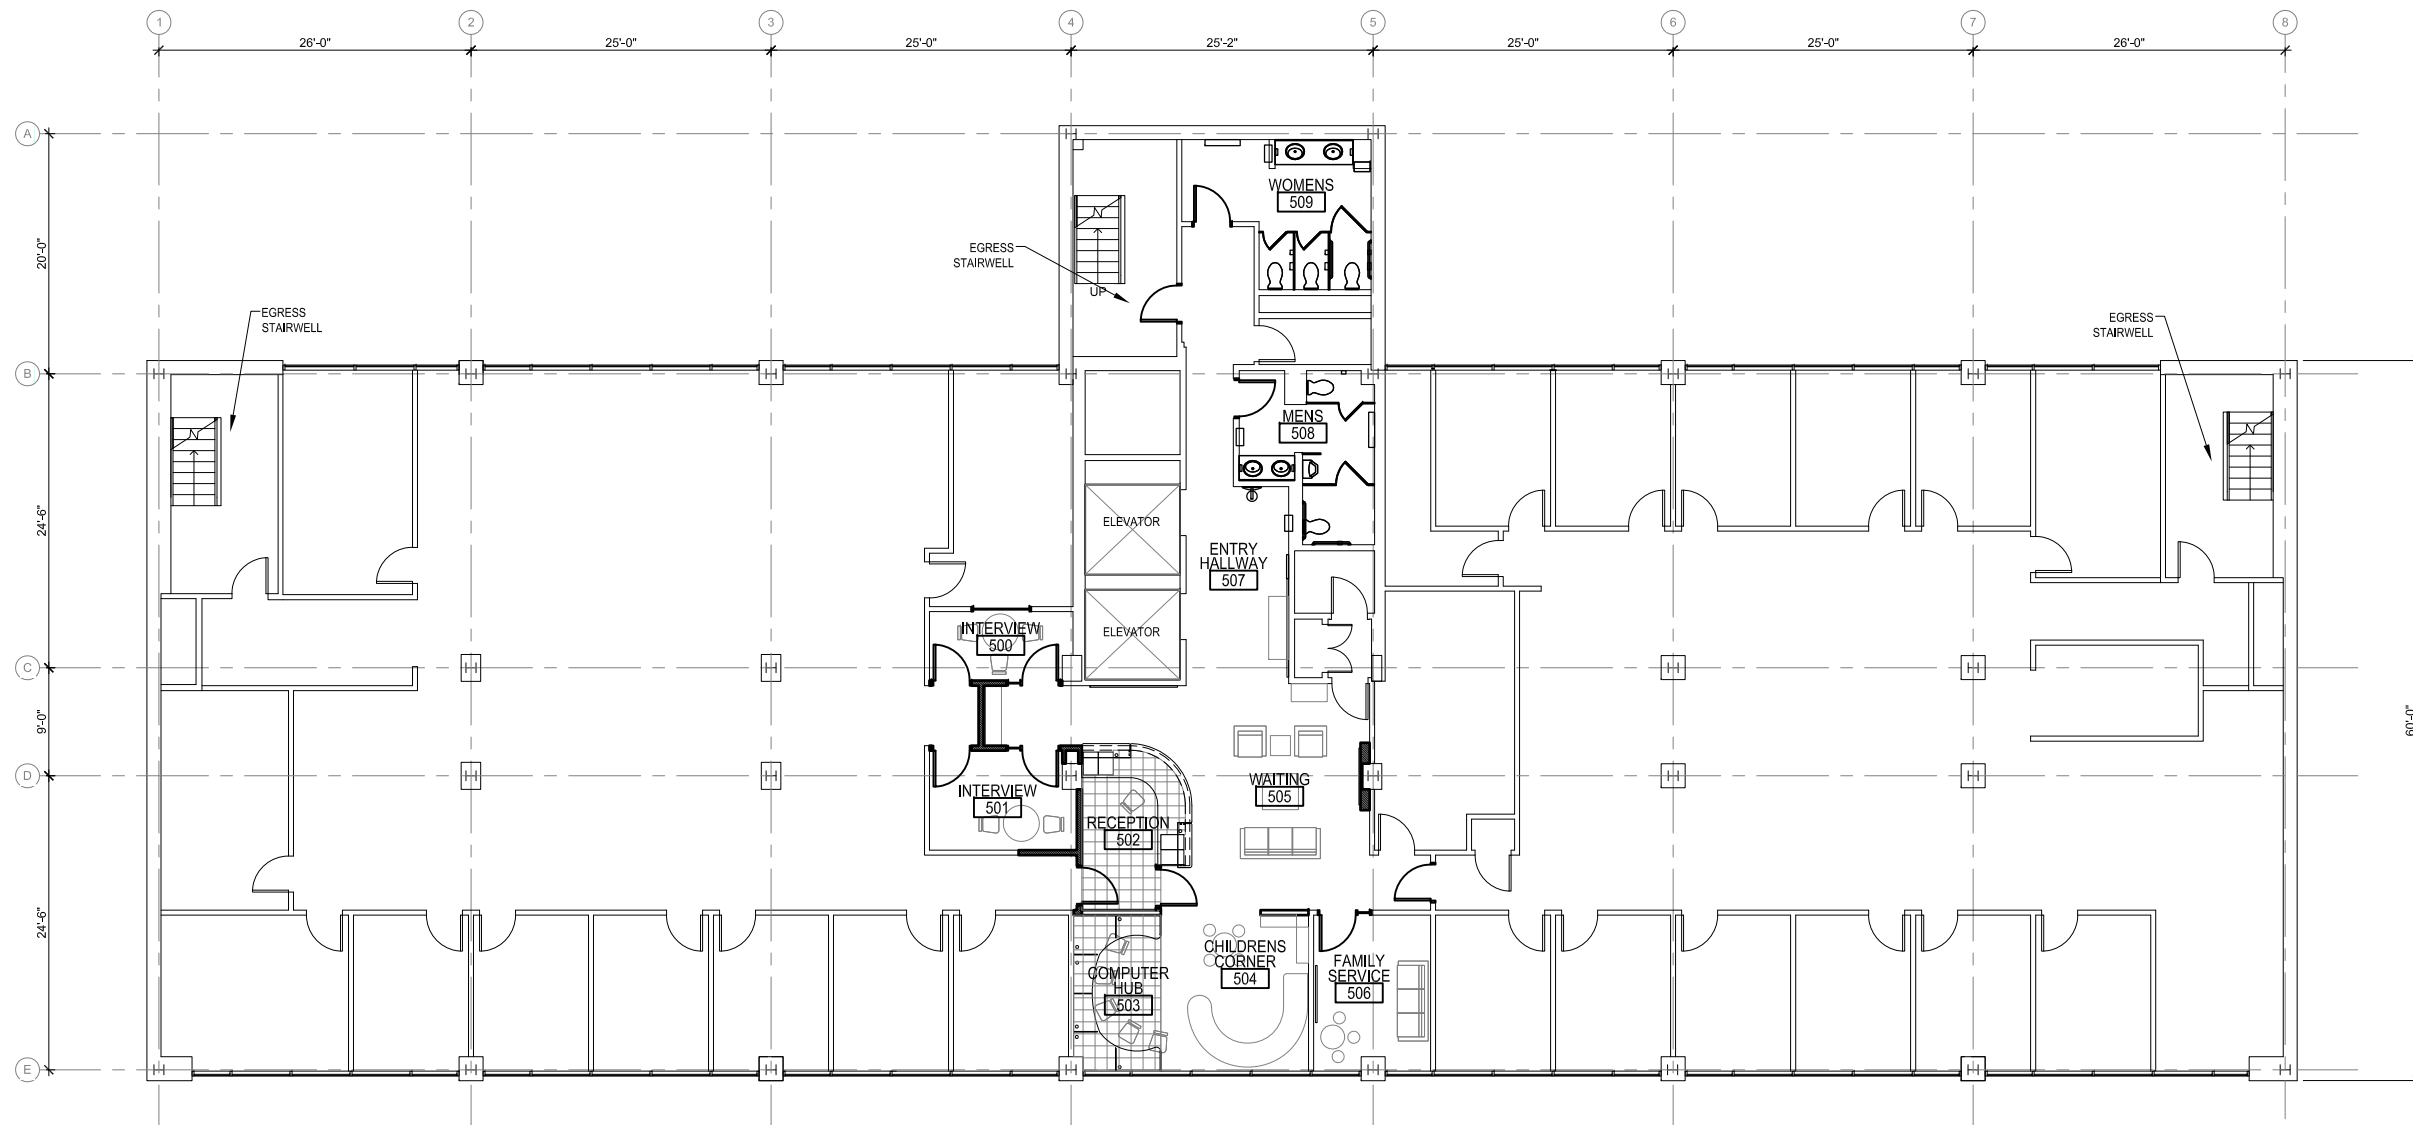 1
2
3
4
5
6
7
8
26'-0"
25'-0"
25'-0"
25'-2"
25'-0"
25'-0"
26'-0"
A
B
C
D
E
20'-0"
24'-6"
9'-0"
24'-6"
60'-0"
WOMENS
509
EGRESS
STAIRWELL
UP
EGRESS
STAIRWELL
EGRESS
STAIRWELL
MENS
508
ELEVATOR
ENTRY
HALLWAY
507
ELEVATOR
INTERVIEW
500
INTERVIEW
501
WAITING
505
RECEPTION
502
CHILDRENS
CORNER
504
FAMILY
SERVICE
506
COMPUTER
HUB
503